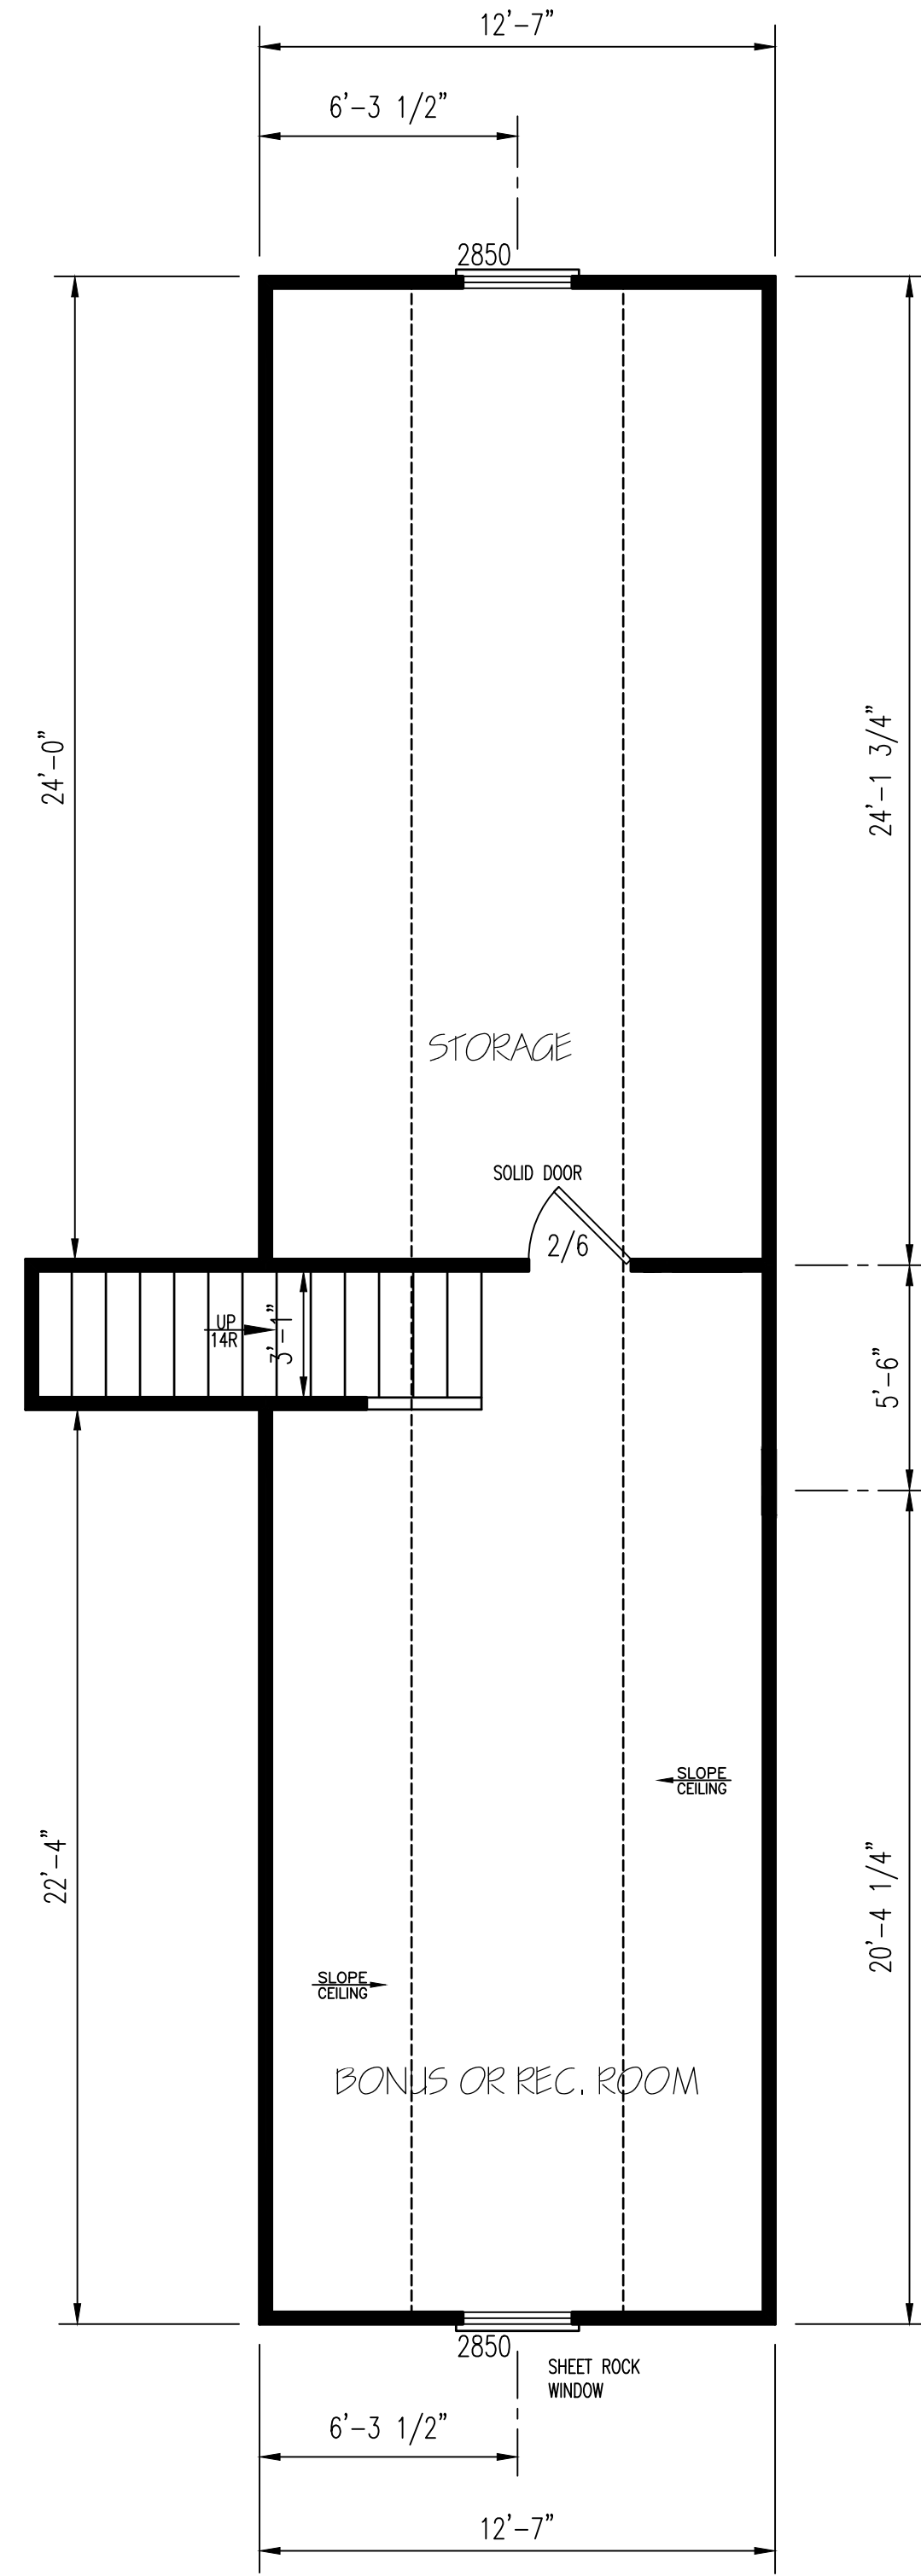 12'-7"
6'-3 1/2"
2850
24'-0"
24'-1 3/4"
STORAGE
SOLID DOOR
2/6
UP
14R
3'-1"
5'-6"
SLOPE
CEILING
22'-4"
20'-4 1/4"
SLOPE
CEILING
BONUS OR REC. ROOM
2850
SHEET ROCK
WINDOW
6'-3 1/2"
12'-7"